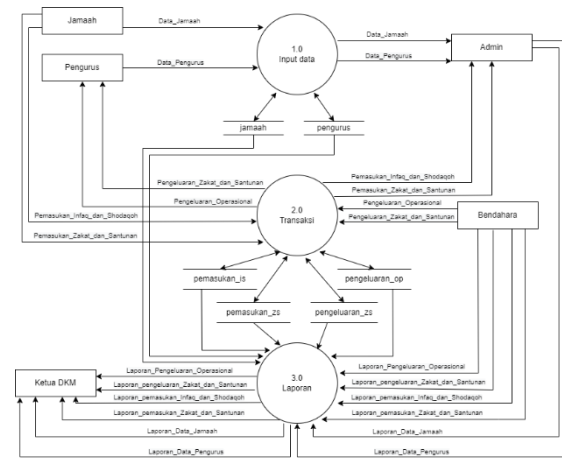 Jamaah
Data_Jamaah
1.0
Input data
Data_Jamaah
Admin
Pengurus
Data_Pengurus
Data_Pengurus
jamaah
pengurus
Pengeluaran_Zakat_dan_Santunan
Pengeluaran_Operasional
Pemasukan_Infaq_dan_Shodaqoh
Pemasukan_Zakat_dan_Santunan
2.0
Transaksi
Pemasukan_Infaq_dan_Shodaqoh
Pemasukan_Zakat_dan_Santunan
Pengeluaran_Operasional
Pengeluaran_Zakat_dan_Santunan
Bendahara
pemasukan_is
pengeluaran_op
pemasukan_zs
pengeluaran_zs
3.0
Laporan
Ketua DKM
Laporan_Pengeluaran_Operasional
Laporan_pengeluaran_Zakat_dan_Santunan
Laporan_pemasukan_Infaq_dan_Shodaqoh
Laporan_pemasukan_Zakat_dan_Santunan
Laporan_Data_Jamaah
Laporan_Data_Pengurus
Laporan_Pengeluaran_Operasional
Laporan_pengeluaran_Zakat_dan_Santunan
Laporan_pemasukan_Infaq_dan_Shodaqoh
Laporan_pemasukan_Zakat_dan_Santunan
Laporan_Data_Jamaah
Laporan_Data_Pengurus